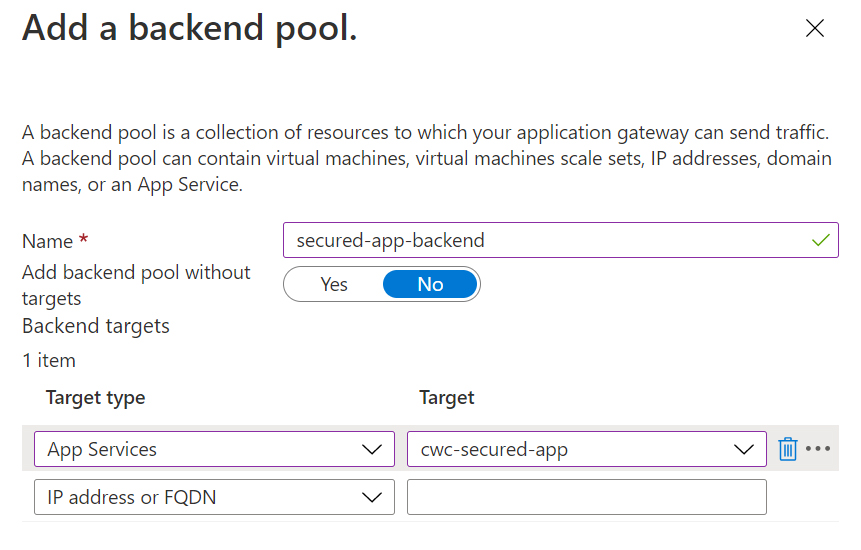 Add a backend pool.
A backend pool is a collection of resources to which your application gateway can send traffic.
A backend pool can contain virtual machines, virtual machines scale sets, IP addresses, domain
names, or an App Service.
Name *
secured-app-backend
Add backend pool without
targets
Yes
No
Backend targets
1 item
Target type
Target
App Services
cwc-secured-app
IP address or FQDN